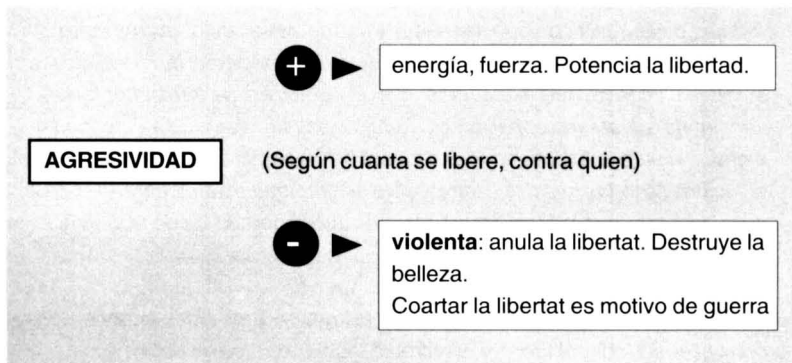 + energía, fuerza. Potencia la libertad.
AGRESIVIDAD (Según cuanta se libere, contra quien)
- violenta: anula la libertat. Destruye la
belleza.
Coartar la libertat es motivo de guerra